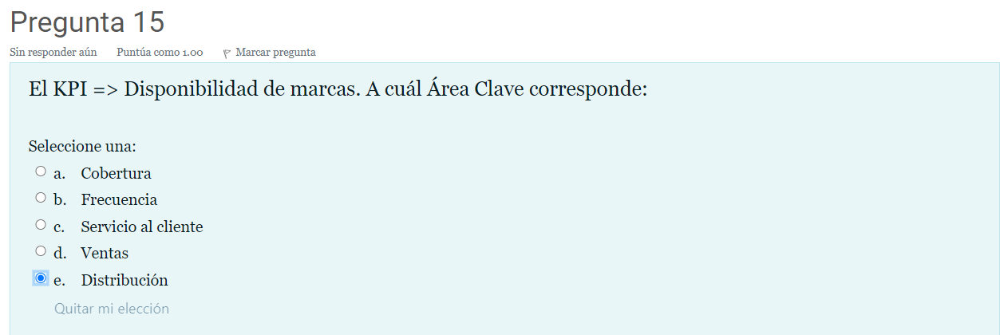 Pregunta 15
Sin responder aún Puntúa como 1.00 Marcar pregunta
El KPI => Disponibilidad de marcas. A cuál Área Clave corresponde:
Seleccione una:
a. Cobertura
b. Frecuencia
c. Servicio al cliente
d. Ventas
e. Distribución
Quitar mi elección